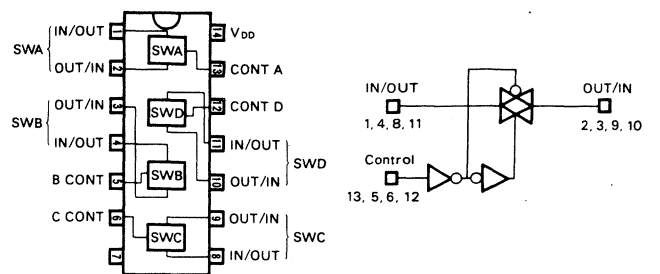 IN/OUT 1 14 VDD
SWA SWA
OUT/IN 2 13 CONT A
OUT/IN 3 12 CONT D
SWD
SWB
IN/OUT 4 11 IN/OUT
SWD
B CONT 5 SWB 10 OUT/IN
C CONT 6 9 OUT/IN
SWC SWC
7 8 IN/OUT
IN/OUT OUT/IN
1, 4, 8, 11 2, 3, 9, 10
Control
13, 5, 6, 12